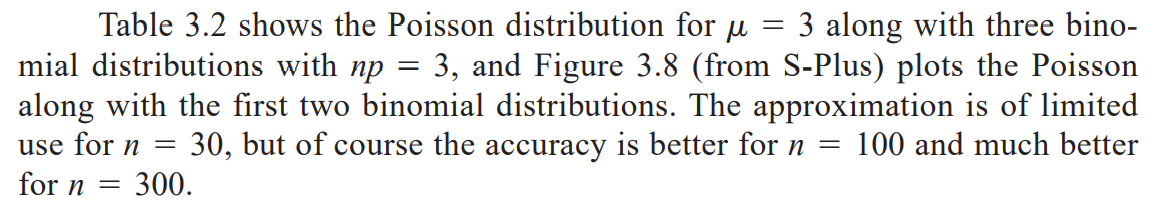 Table 3.2 shows the Poisson distribution for μ = 3 along with three bino-
mial distributions with np = 3, and Figure 3.8 (from S-Plus) plots the Poisson
along with the first two binomial distributions. The approximation is of limited
use for n = 30, but of course the accuracy is better for n = 100 and much better
for n = 300.